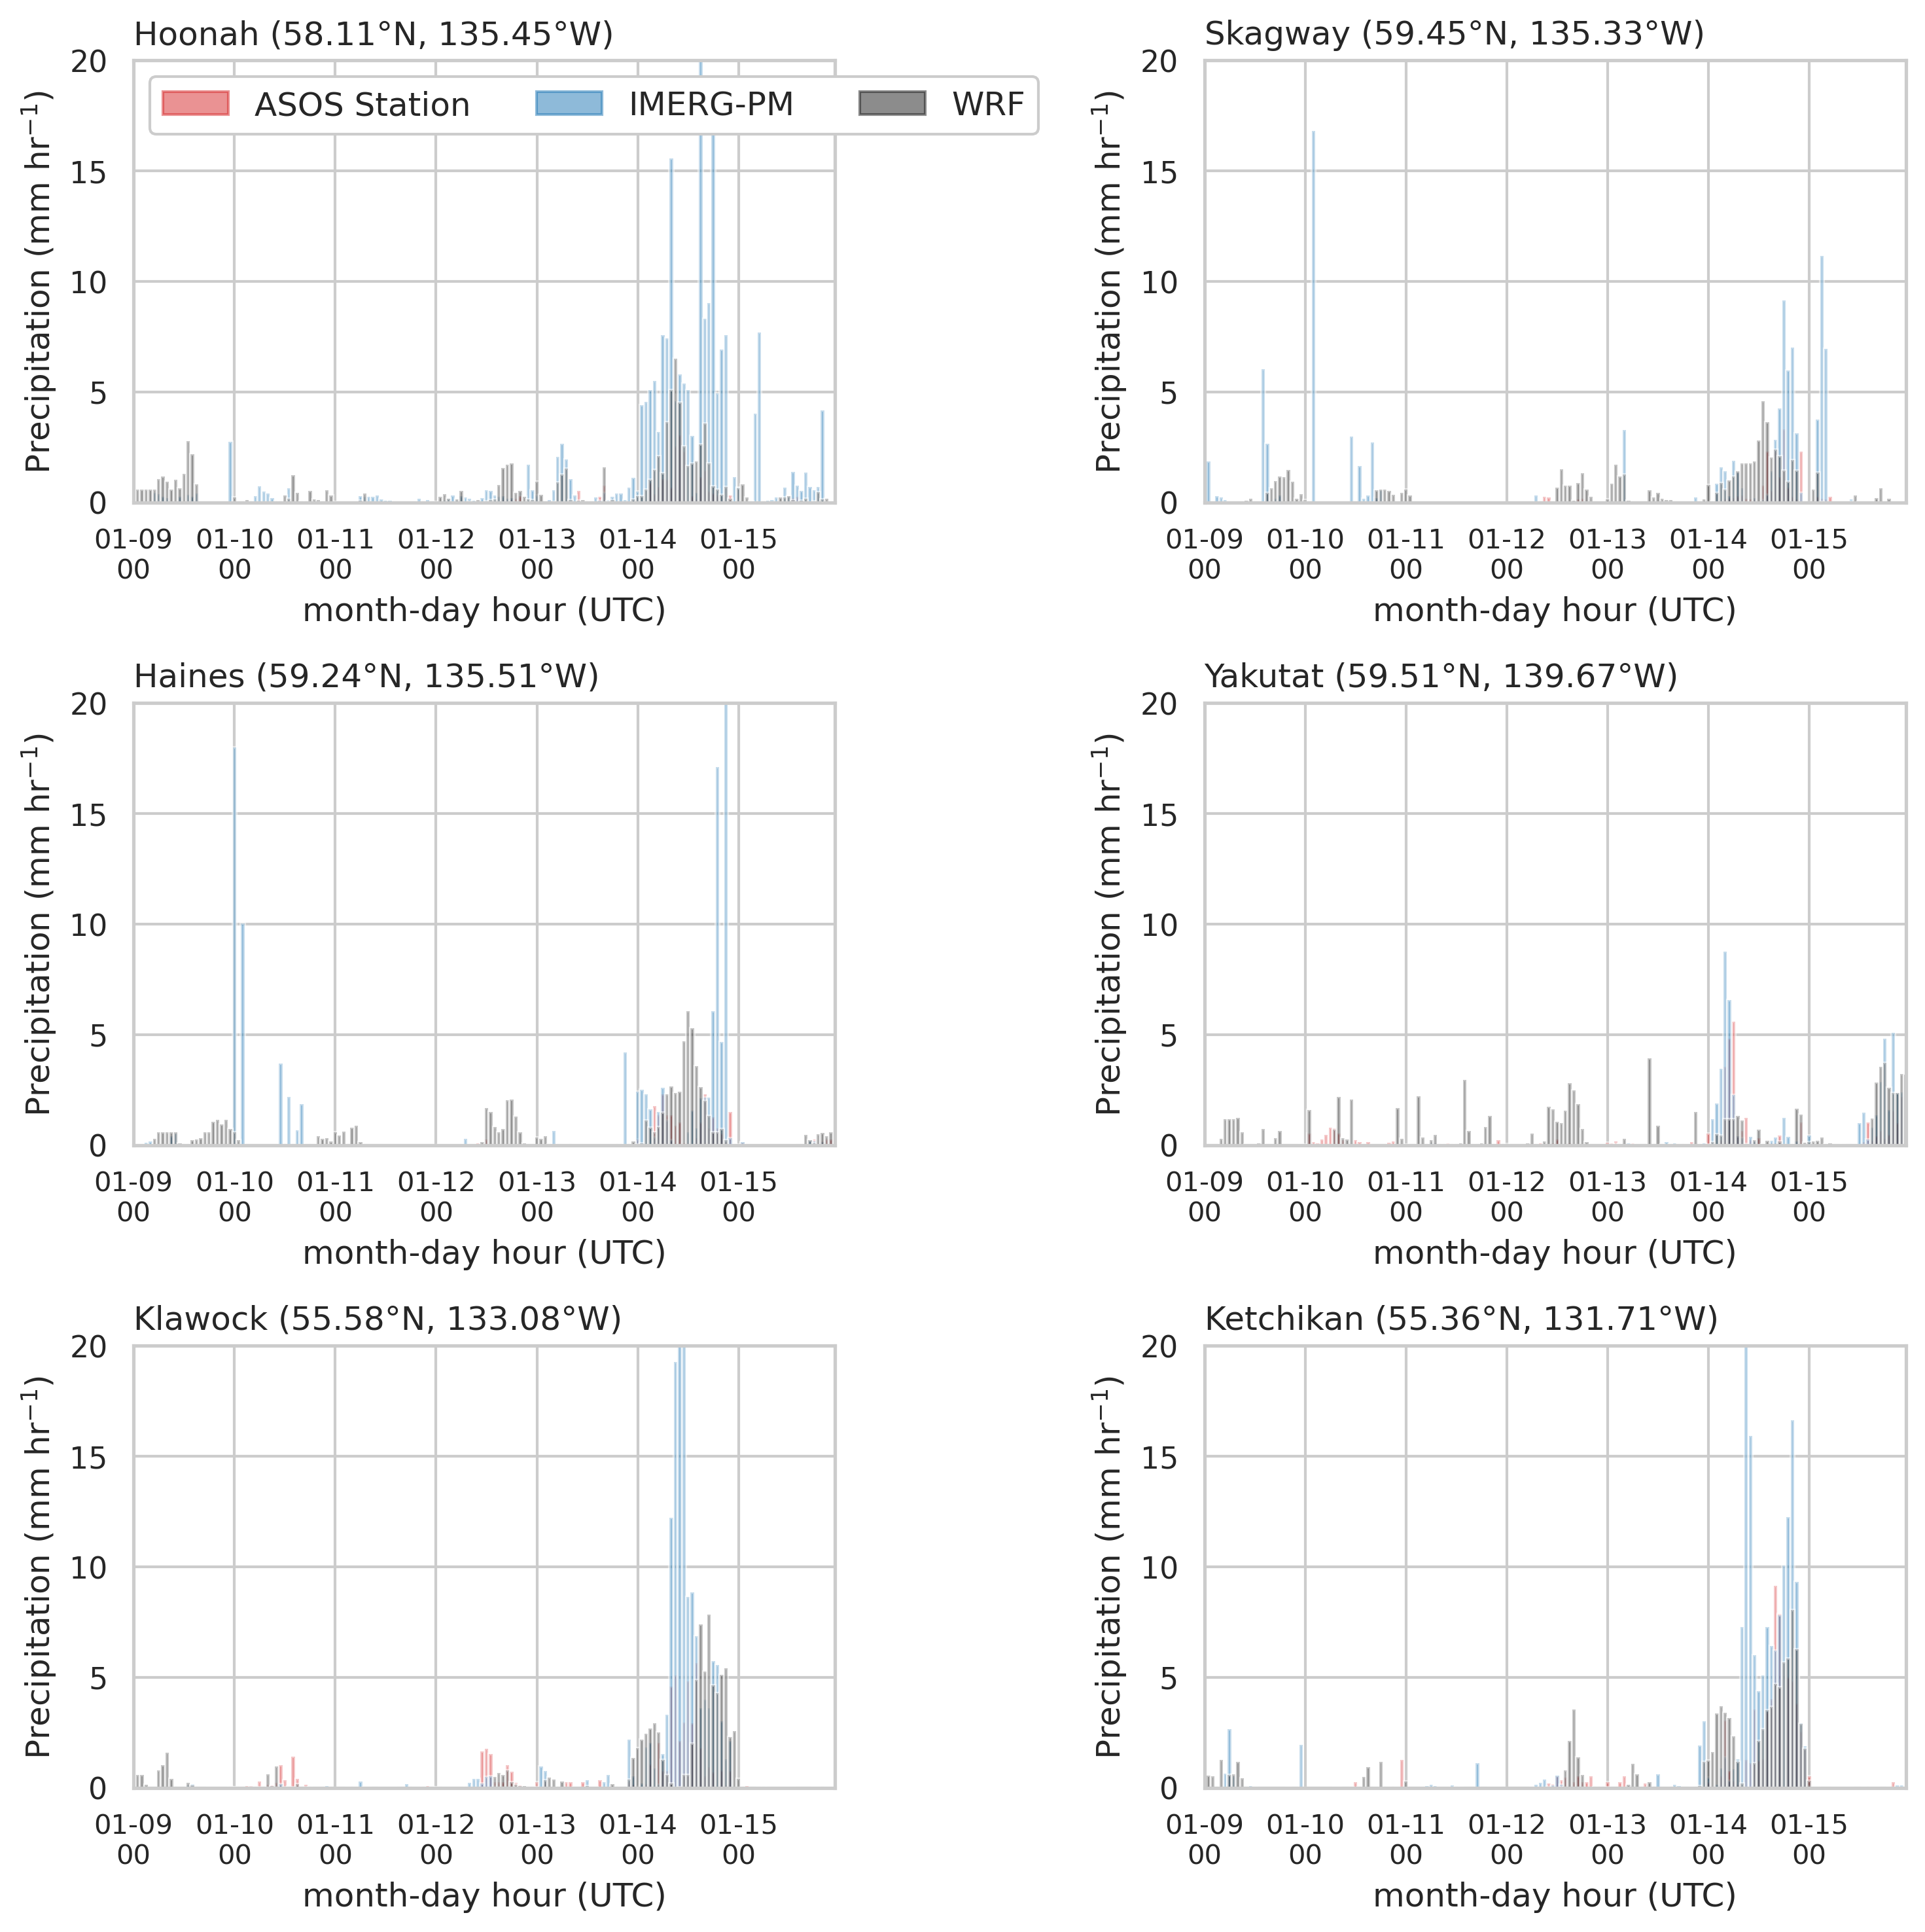 Hoonah (58.11°N, 135.45°W)
ASOS Station IMERG-PM WRF
Precipitation (mm hr⁻¹)
20
15
10
5
0
01-09 01-10 01-11 01-12 01-13 01-14 01-15
00 00 00 00 00 00 00
month-day hour (UTC)
Skagway (59.45°N, 135.33°W)
Precipitation (mm hr⁻¹)
20
15
10
5
0
01-09 01-10 01-11 01-12 01-13 01-14 01-15
00 00 00 00 00 00 00
month-day hour (UTC)
Haines (59.24°N, 135.51°W)
Precipitation (mm hr⁻¹)
20
15
10
5
0
01-09 01-10 01-11 01-12 01-13 01-14 01-15
00 00 00 00 00 00 00
month-day hour (UTC)
Yakutat (59.51°N, 139.67°W)
Precipitation (mm hr⁻¹)
20
15
10
5
0
01-09 01-10 01-11 01-12 01-13 01-14 01-15
00 00 00 00 00 00 00
month-day hour (UTC)
Klawock (55.58°N, 133.08°W)
Precipitation (mm hr⁻¹)
20
15
10
5
0
01-09 01-10 01-11 01-12 01-13 01-14 01-15
00 00 00 00 00 00 00
month-day hour (UTC)
Ketchikan (55.36°N, 131.71°W)
Precipitation (mm hr⁻¹)
20
15
10
5
0
01-09 01-10 01-11 01-12 01-13 01-14 01-15
00 00 00 00 00 00 00
month-day hour (UTC)